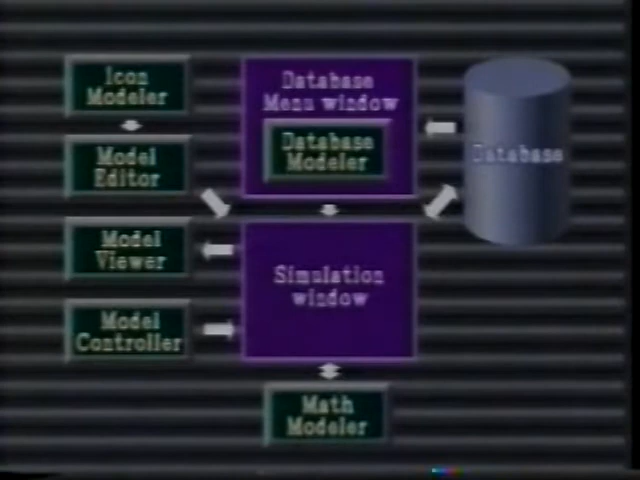 Icon
Modeler
Model
Editor
Model
Viewer
Model
Controller
Database
Menu window
Database
Modeler
Simulation
window
Math
Modeler
Database